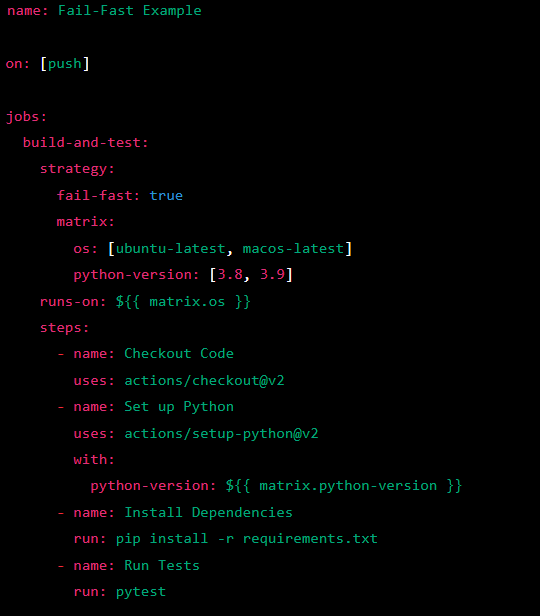 name: Fail-Fast Example

on: [push]

jobs:
  build-and-test:
    strategy:
      fail-fast: true
      matrix:
        os: [ubuntu-latest, macos-latest]
        python-version: [3.8, 3.9]
    runs-on: ${{ matrix.os }}
    steps:
      - name: Checkout Code
        uses: actions/checkout@v2
      - name: Set up Python
        uses: actions/setup-python@v2
        with:
          python-version: ${{ matrix.python-version }}
      - name: Install Dependencies
        run: pip install -r requirements.txt
      - name: Run Tests
        run: pytest